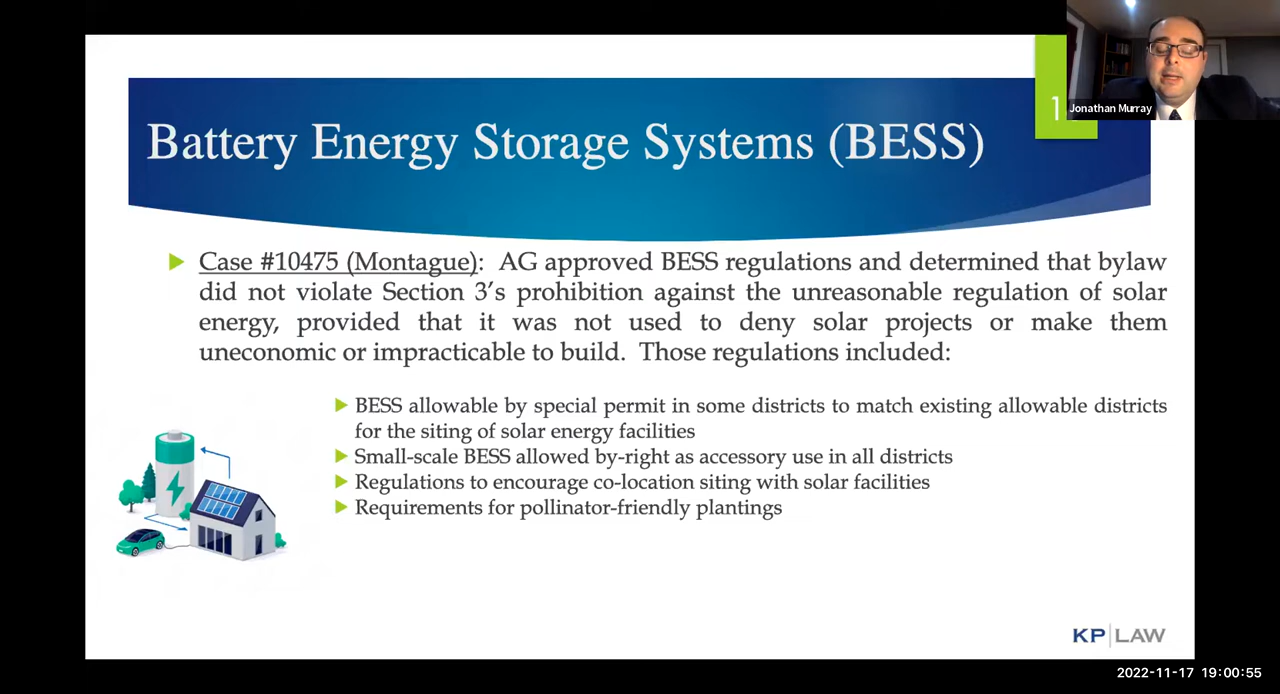 1
Jonathan Murray
Battery Energy Storage Systems (BESS)
Case #10475 (Montague): AG approved BESS regulations and determined that bylaw
did not violate Section 3’s prohibition against the unreasonable regulation of solar
energy, provided that it was not used to deny solar projects or make them
uneconomic or impracticable to build. Those regulations included:
BESS allowable by special permit in some districts to match existing allowable districts
for the siting of solar energy facilities
Small-scale BESS allowed by-right as accessory use in all districts
Regulations to encourage co-location siting with solar facilities
Requirements for pollinator-friendly plantings
KP|LAW
2022-11-17 19:00:55